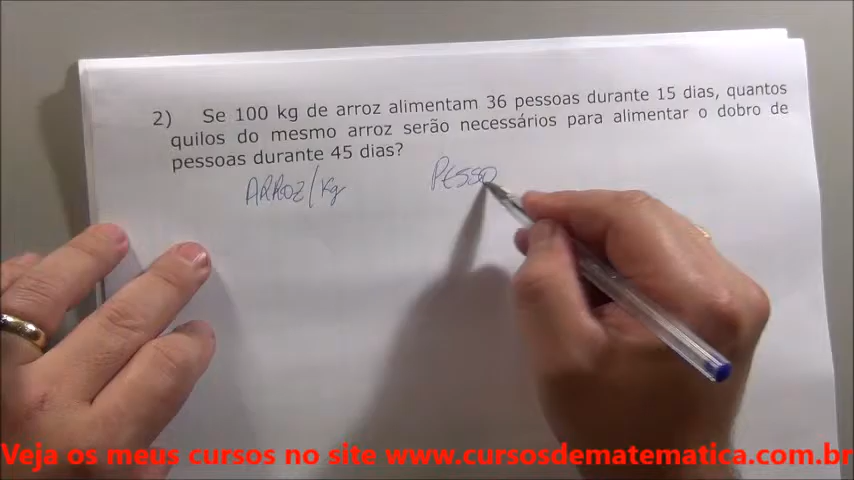 2) Se 100 kg de arroz alimentam 36 pessoas durante 15 dias, quantos
quilos do mesmo arroz serão necessários para alimentar o dobro de
pessoas durante 45 dias?
ARROZ/Kg PESSO
Veja os meus cursos no site www.cursosdematematica.com.br